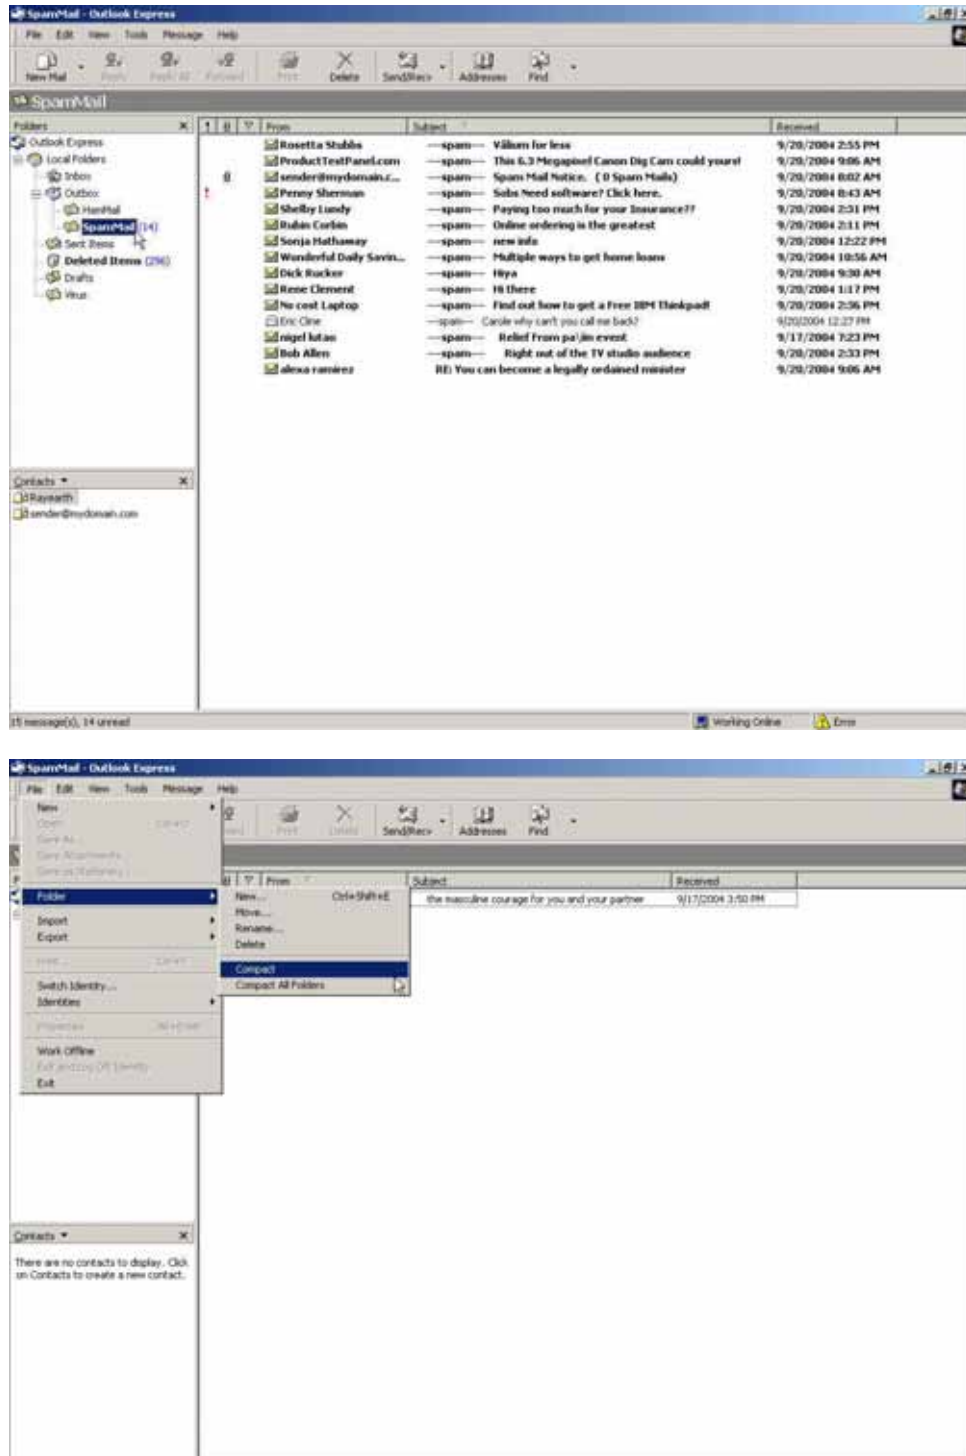 SpamMail - Outlook Express
File Edit View Tools Message Help
New Mail Reply Reply All Forward Print Delete Send/Recv Addresses Find
SpamMail
Folders
Outlook Express
Local Folders
Inbox
Outbox
HamMail
SpamMail (14)
Sent Items
Deleted Items (296)
Drafts
Virus
! From Subject Received
Rosetta Stubbs ---spam--- Válium for less 9/20/2004 2:55 PM
ProductTestPanel.com ---spam--- This 6.3 Megapixel Canon Dig Cam could yours! 9/20/2004 9:06 AM
sender@mydomain.c... ---spam--- Spam Mail Notice. ( 0 Spam Mails) 9/20/2004 8:02 AM
! Penny Sherman ---spam--- Sobs Need software? Click here. 9/20/2004 8:43 AM
Shelby Lundy ---spam--- Paying too much for your Insurance?? 9/20/2004 2:31 PM
Rubin Corbin ---spam--- Online ordering is the greatest 9/20/2004 2:11 PM
Sonja Hathaway ---spam--- new info 9/20/2004 12:22 PM
Wonderful Daily Savin... ---spam--- Multiple ways to get home loans 9/20/2004 10:56 AM
Dick Rucker ---spam--- Hiya 9/20/2004 9:30 AM
Rene Clement ---spam--- Hi there 9/20/2004 1:17 PM
No cost Laptop ---spam--- Find out how to get a Free IBM Thinkpad! 9/20/2004 2:36 PM
Eric Cline ---spam--- Carole why can't you call me back? 9/20/2004 12:27 PM
nigel lutan ---spam--- Relief From pa\in event 9/17/2004 7:23 PM
Bob Allen ---spam--- Right out of the TV studio audience 9/20/2004 2:33 PM
alexa ramirez RE: You can become a legally ordained minister 9/20/2004 9:06 AM
Contacts
Rayearth
sender@mydomain.com
15 message(s), 14 unread Working Online Error
SpamMail - Outlook Express
File Edit View Tools Message Help
Print Delete Send/Recv Addresses Find
New
Open... Ctrl+O
Save As...
Save Attachments...
Save as Stationery...
Folder
Import
Export
Print... Ctrl+P
Switch Identity...
Identities
Properties Alt+Enter
Work Offline
Exit and Log Off Identity
Exit
New... Ctrl+Shift+E
Move...
Rename...
Delete
Compact
Compact All Folders
From Subject Received
the masculine courage for you and your partner 9/17/2004 3:50 PM
Contacts
There are no contacts to display. Click
on Contacts to create a new contact.